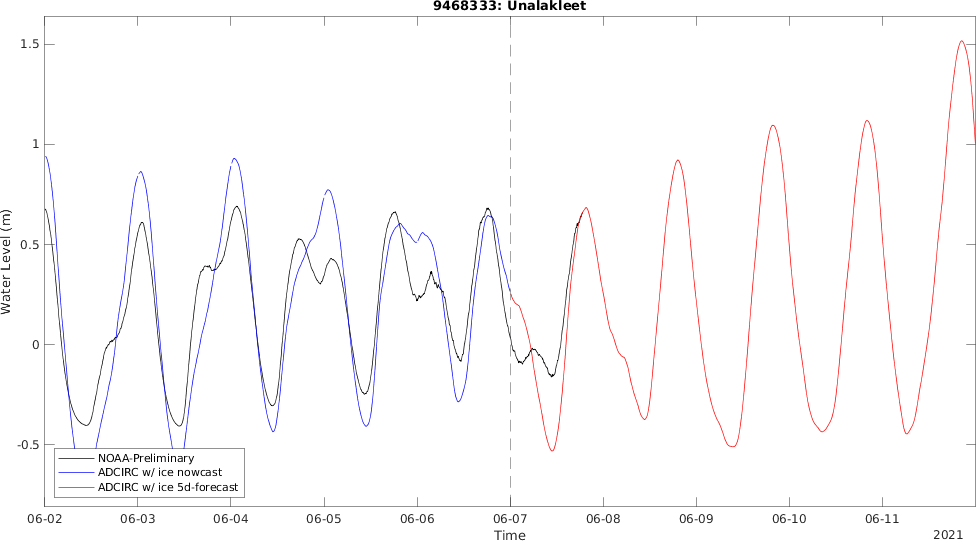 9468333: Unalakleet
Water Level (m)
1.5
1
0.5
0
-0.5
NOAA-Preliminary
ADCIRC w/ ice nowcast
ADCIRC w/ ice 5d-forecast
06-02 06-03 06-04 06-05 06-06 06-07 06-08 06-09 06-10 06-11
Time
2021